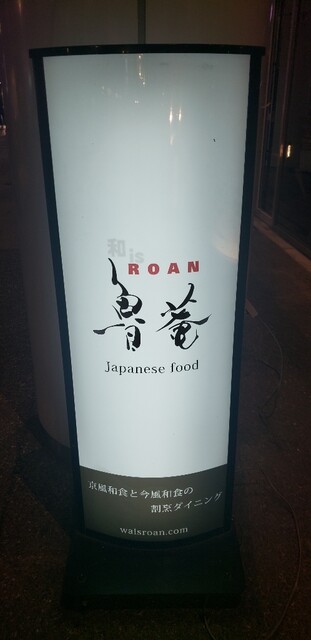 和is
ROAN
魯菴
Japanese food
京風和食と今風和食の
割烹ダイニング
waisroan.com